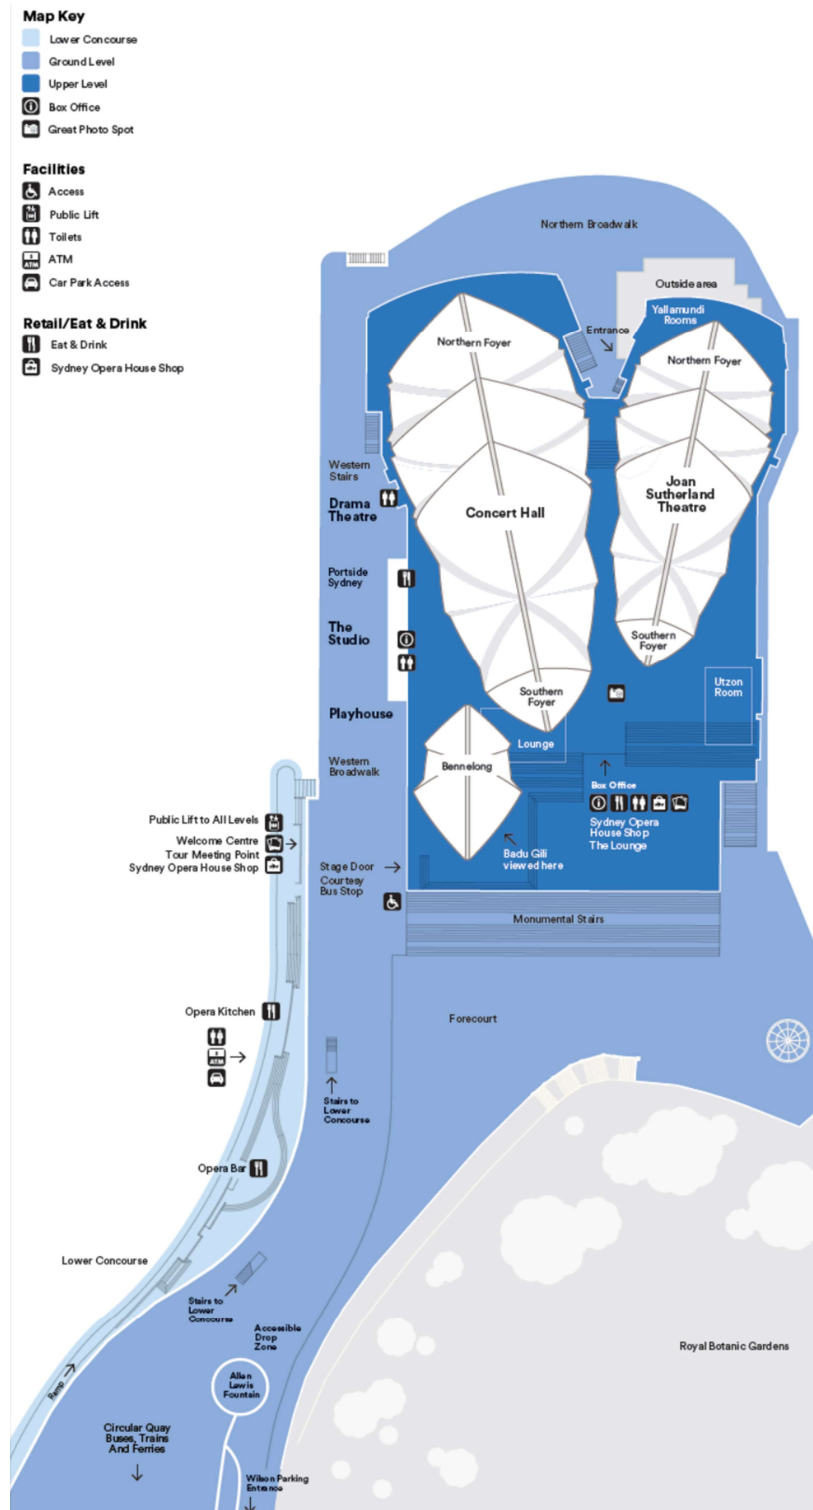 Map Key
Lower Concourse
Ground Level
Upper Level
Box Office
Great Photo Spot
Facilities
Access
Public Lift
Toilets
$
ATM
ATM
Car Park Access
Retail/Eat & Drink
Eat & Drink
Sydney Opera House Shop
Northern Broadwalk
Outside area
Yallamundi
Rooms
Entrance
Northern Foyer
Northern Foyer
Western
Stairs
Drama
Theatre
Concert Hall
Joan
Sutherland
Theatre
Portside
Sydney
The
Studio
Southern
Foyer
Utzon
Room
Southern
Foyer
Playhouse
Lounge
Western
Broadwalk
Bennelong
Box Office
Sydney Opera
House Shop
The Lounge
Badu Gili
viewed here
Public Lift to All Levels
Welcome Centre
Tour Meeting Point
Sydney Opera House Shop
Stage Door
Courtesy
Bus Stop
Monumental Stairs
Opera Kitchen
$
ATM
Forecourt
Stairs to
Lower
Concourse
Opera Bar
Lower Concourse
Stairs to
Lower
Concourse
Accessible
Drop
Zone
Royal Botanic Gardens
Ramp
Allen
Lewis
Fountain
Circular Quay
Buses, Trains
And Ferries
Wilson Parking
Entrance